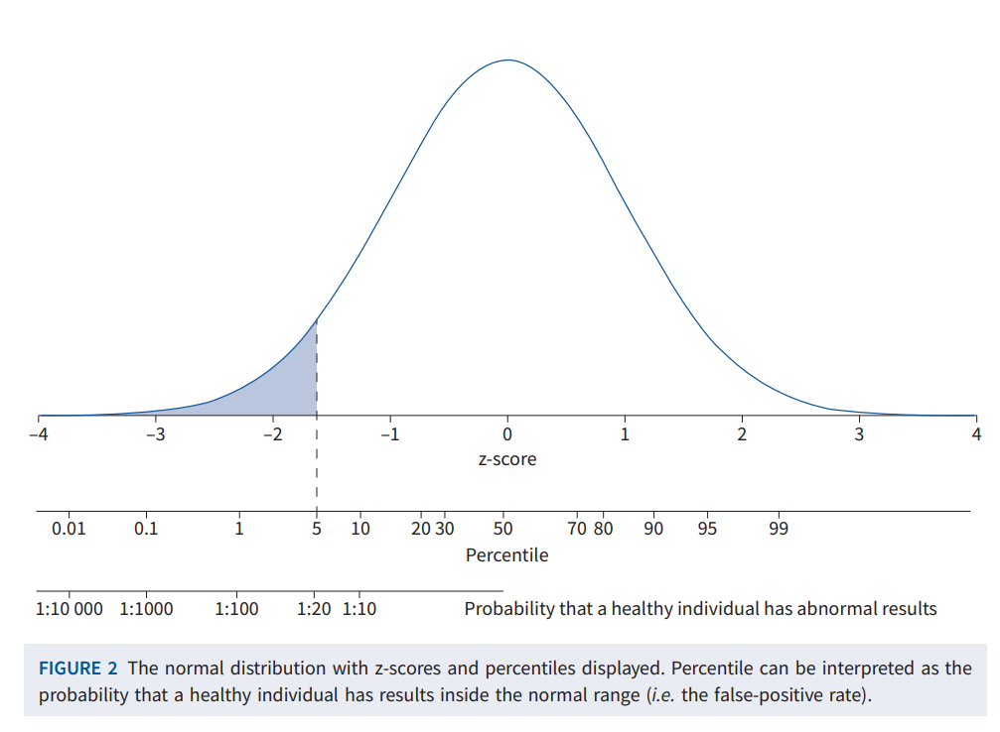 –4 –3 –2 –1 0 1 2 3 4
z-score
0.01 0.1 1 5 10 20 30 50 70 80 90 95 99
Percentile
1:10 000 1:1000 1:100 1:20 1:10 Probability that a healthy individual has abnormal results
FIGURE 2 The normal distribution with z-scores and percentiles displayed. Percentile can be interpreted as the
probability that a healthy individual has results inside the normal range (i.e. the false-positive rate).